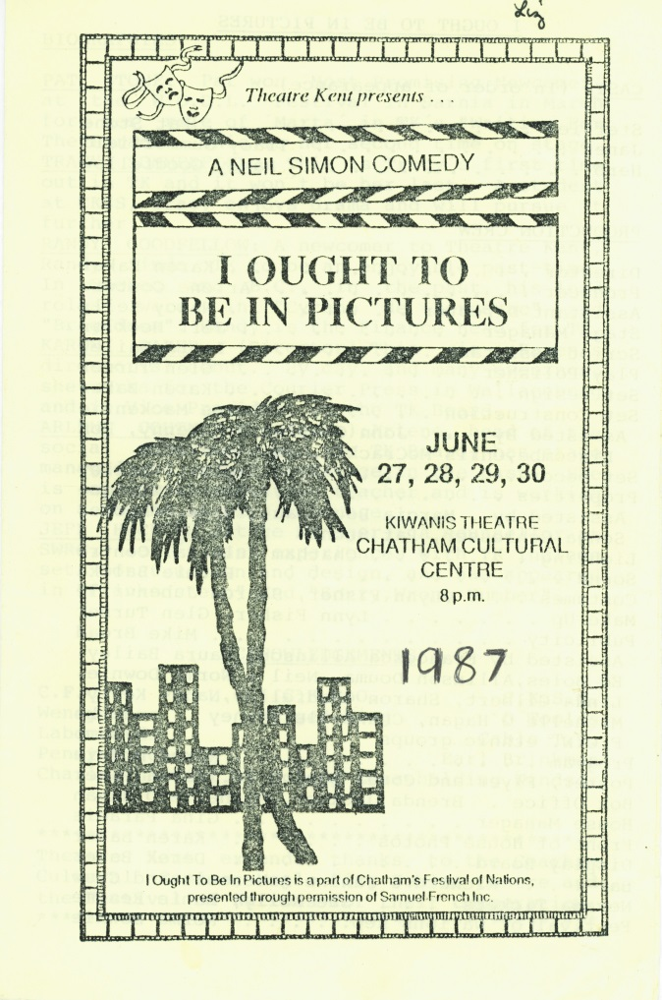 Liz
Theatre Kent presents . . .
A NEIL SIMON COMEDY
I OUGHT TO
BE IN PICTURES
JUNE
27, 28, 29, 30
KIWANIS THEATRE
CHATHAM CULTURAL
CENTRE
8 p.m.
1987
I Ought To Be In Pictures is a part of Chatham's Festival of Nations,
presented through permission of Samuel French Inc.